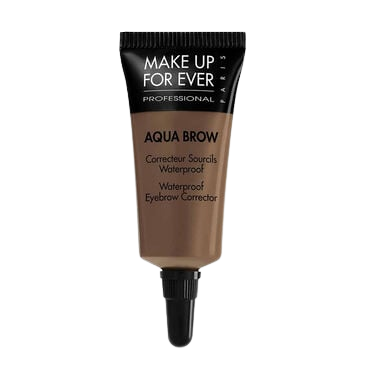 MAKE UP
FOR EVER
PARIS
PROFESSIONAL
AQUA BROW
Correcteur Sourcils
Waterproof
Waterproof
Eyebrow Corrector